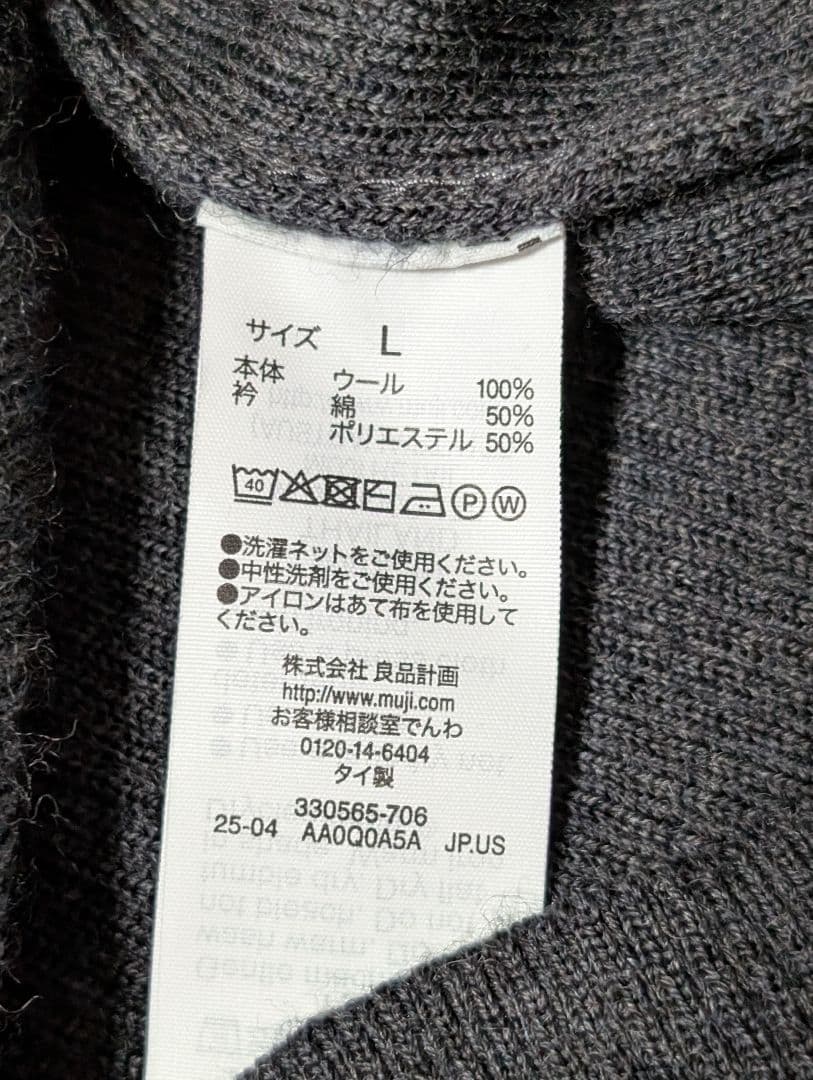 サイズ L
本体 ウール 100%
衿 綿 50%
ポリエステル 50%
40 P W
●洗濯ネットをご使用ください。
●中性洗剤をご使用ください。
●アイロンはあて布を使用して
ください。
株式会社 良品計画
http://www.muji.com
お客様相談室でんわ
0120-14-6404
タイ製
330565-706
25-04 AA0Q0A5A JP.US